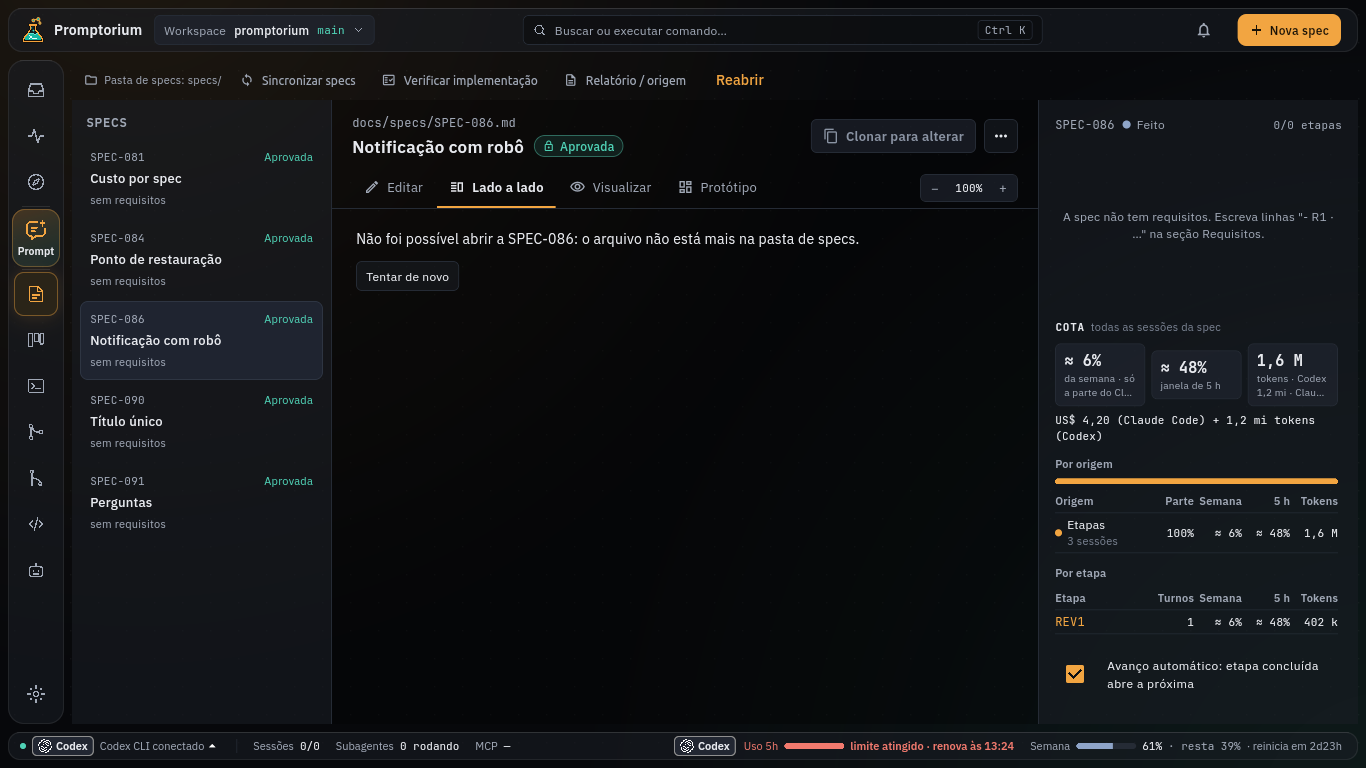 Promptorium
Workspace promptorium main
Buscar ou executar comando…
Ctrl K
+ Nova spec
Pasta de specs: specs/
Sincronizar specs
Verificar implementação
Relatório / origem
Reabrir
Prompt
SPECS
SPEC-081 Aprovada
Custo por spec
sem requisitos
SPEC-084 Aprovada
Ponto de restauração
sem requisitos
SPEC-086 Aprovada
Notificação com robô
sem requisitos
SPEC-090 Aprovada
Título único
sem requisitos
SPEC-091 Aprovada
Perguntas
sem requisitos
docs/specs/SPEC-086.md
Notificação com robô
Aprovada
Clonar para alterar
Editar
Lado a lado
Visualizar
Protótipo
− 100% +
Não foi possível abrir a SPEC-086: o arquivo não está mais na pasta de specs.
Tentar de novo
SPEC-086 Feito 0/0 etapas
A spec não tem requisitos. Escreva linhas "- R1 ·
…" na seção Requisitos.
COTA todas as sessões da spec
≈ 6%
da semana · só
a parte do Cl…
≈ 48%
janela de 5 h
1,6 M
tokens · Codex
1,2 mi · Clau…
US$ 4,20 (Claude Code) + 1,2 mi tokens
(Codex)
Por origem
Origem Parte Semana 5 h Tokens
Etapas 100% ≈ 6% ≈ 48% 1,6 M
3 sessões
Por etapa
Etapa Turnos Semana 5 h Tokens
REV1 1 ≈ 6% ≈ 48% 402 k
Avanço automático: etapa concluída
abre a próxima
Codex Codex CLI conectado
Sessões 0/0
Subagentes 0 rodando
MCP —
Codex Uso 5h limite atingido · renova às 13:24
Semana 61% · resta 39% · reinicia em 2d23h